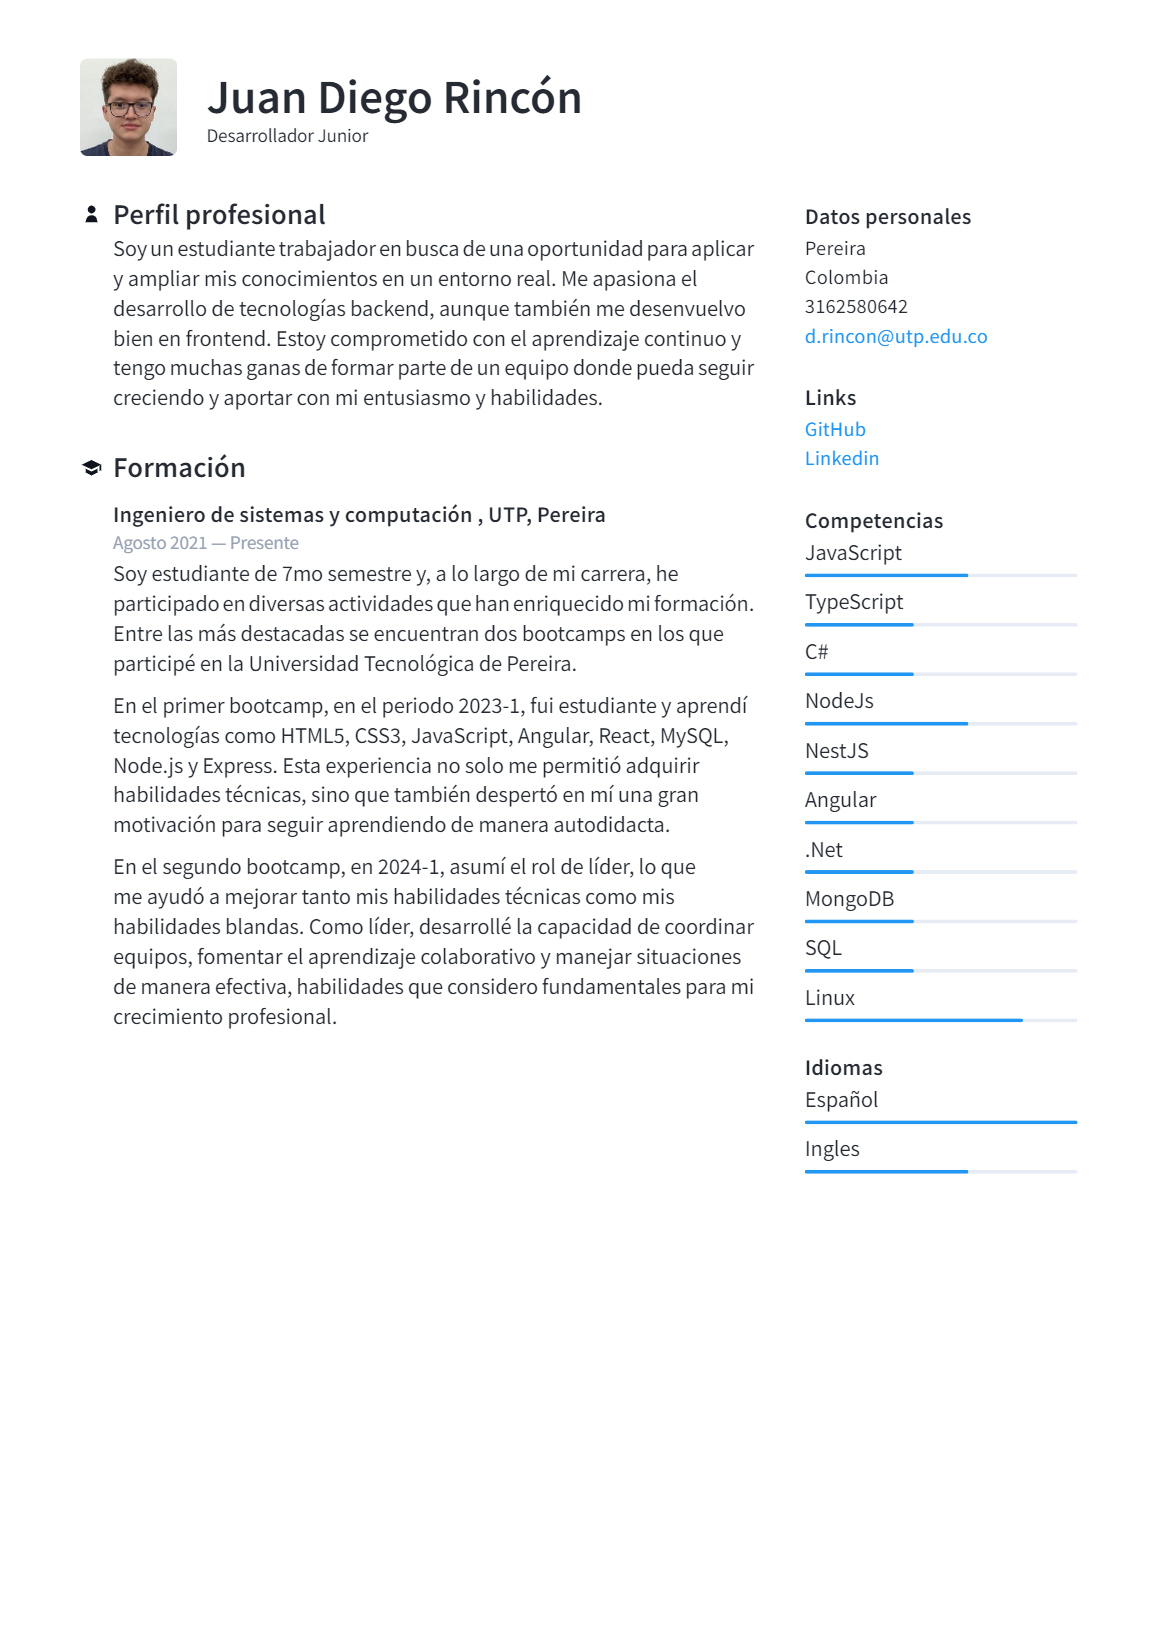 Juan Diego Rincón
Desarrollador Junior
Perfil profesional
Soy un estudiante trabajador en busca de una oportunidad para aplicar
y ampliar mis conocimientos en un entorno real. Me apasiona el
desarrollo de tecnologías backend, aunque también me desenvuelvo
bien en frontend. Estoy comprometido con el aprendizaje continuo y
tengo muchas ganas de formar parte de un equipo donde pueda seguir
creciendo y aportar con mi entusiasmo y habilidades.
Formación
Ingeniero de sistemas y computación , UTP, Pereira
Agosto 2021 — Presente
Soy estudiante de 7mo semestre y, a lo largo de mi carrera, he
participado en diversas actividades que han enriquecido mi formación.
Entre las más destacadas se encuentran dos bootcamps en los que
participé en la Universidad Tecnológica de Pereira.
En el primer bootcamp, en el periodo 2023-1, fui estudiante y aprendí
tecnologías como HTML5, CSS3, JavaScript, Angular, React, MySQL,
Node.js y Express. Esta experiencia no solo me permitió adquirir
habilidades técnicas, sino que también despertó en mí una gran
motivación para seguir aprendiendo de manera autodidacta.
En el segundo bootcamp, en 2024-1, asumí el rol de líder, lo que
me ayudó a mejorar tanto mis habilidades técnicas como mis
habilidades blandas. Como líder, desarrollé la capacidad de coordinar
equipos, fomentar el aprendizaje colaborativo y manejar situaciones
de manera efectiva, habilidades que considero fundamentales para mi
crecimiento profesional.
Datos personales
Pereira
Colombia
3162580642
d.rincon@utp.edu.co
Links
GitHub
Linkedin
Competencias
JavaScript
TypeScript
C#
NodeJs
NestJS
Angular
.Net
MongoDB
SQL
Linux
Idiomas
Español
Ingles